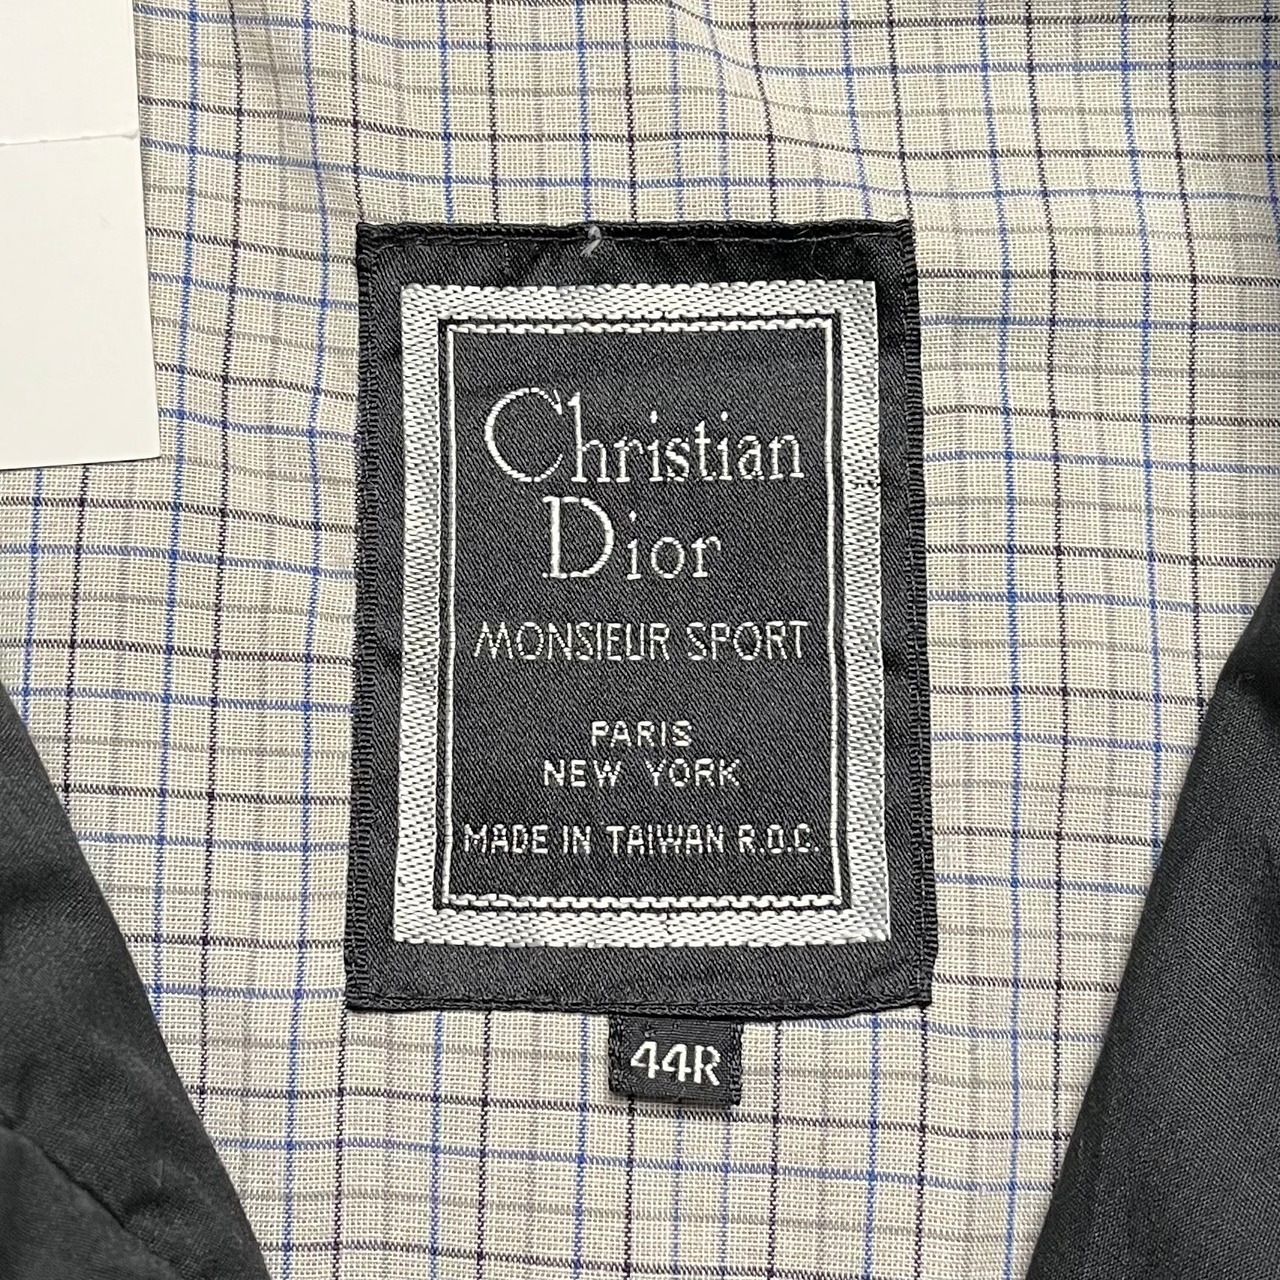 Christian
Dior
MONSIEUR SPORT
PARIS
NEW YORK
MADE IN TAIWAN R.O.C.
44R